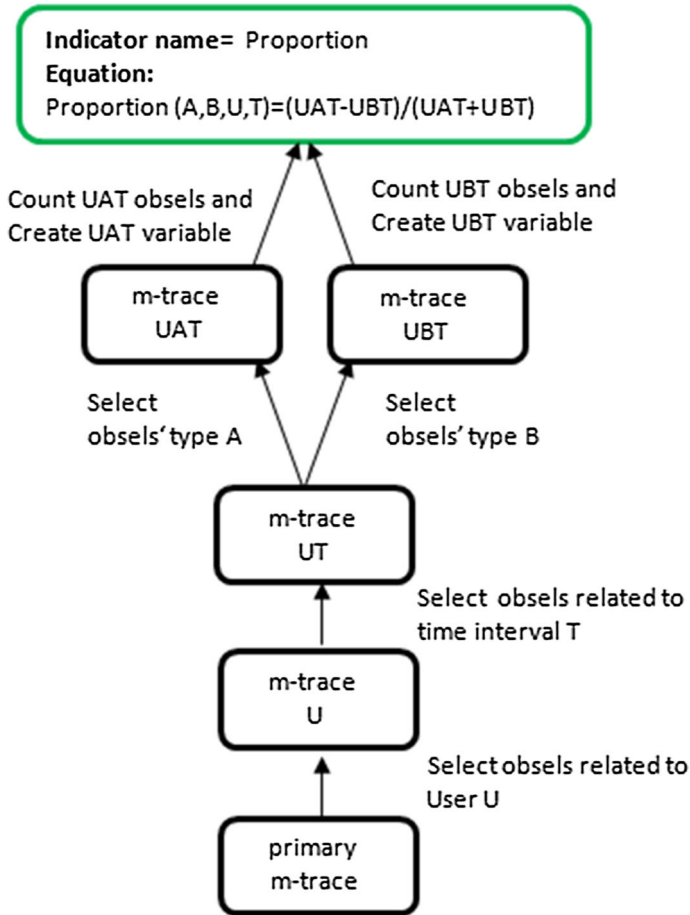 Indicator name= Proportion
Equation:
Proportion (A,B,U,T)=(UAT-UBT)/(UAT+UBT)
Count UAT obsels and
Create UAT variable
Count UBT obsels and
Create UBT variable
m-trace
UAT
m-trace
UBT
Select
obsels‘ type A
Select
obsels’ type B
m-trace
UT
Select obsels related to
time interval T
m-trace
U
Select obsels related to
User U
primary
m-trace